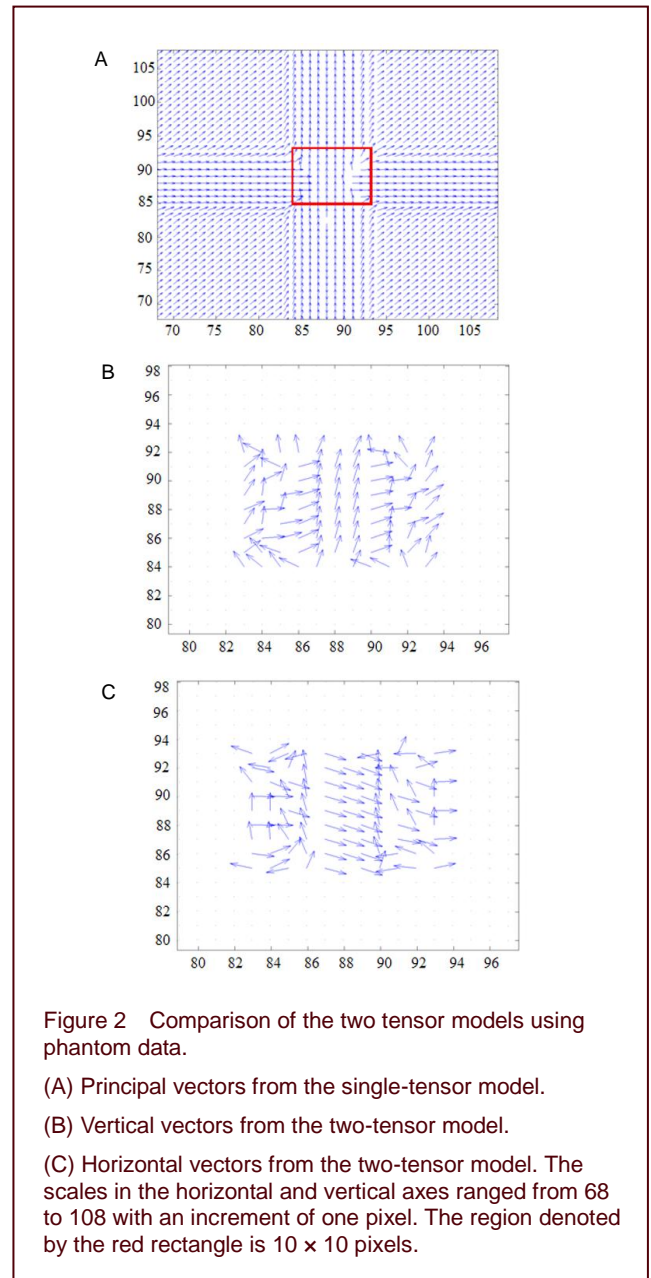 A
105
100
95
90
85
80
75
70
70 75 80 85 90 95 100 105
B
98
96
94
92
90
88
86
84
82
80
80 82 84 86 88 90 92 94 96
C
98
96
94
92
90
88
86
84
82
80
80 82 84 86 88 90 92 94 96
Figure 2 Comparison of the two tensor models using
phantom data.
(A) Principal vectors from the single-tensor model.
(B) Vertical vectors from the two-tensor model.
(C) Horizontal vectors from the two-tensor model. The
scales in the horizontal and vertical axes ranged from 68
to 108 with an increment of one pixel. The region denoted
by the red rectangle is 10 × 10 pixels.